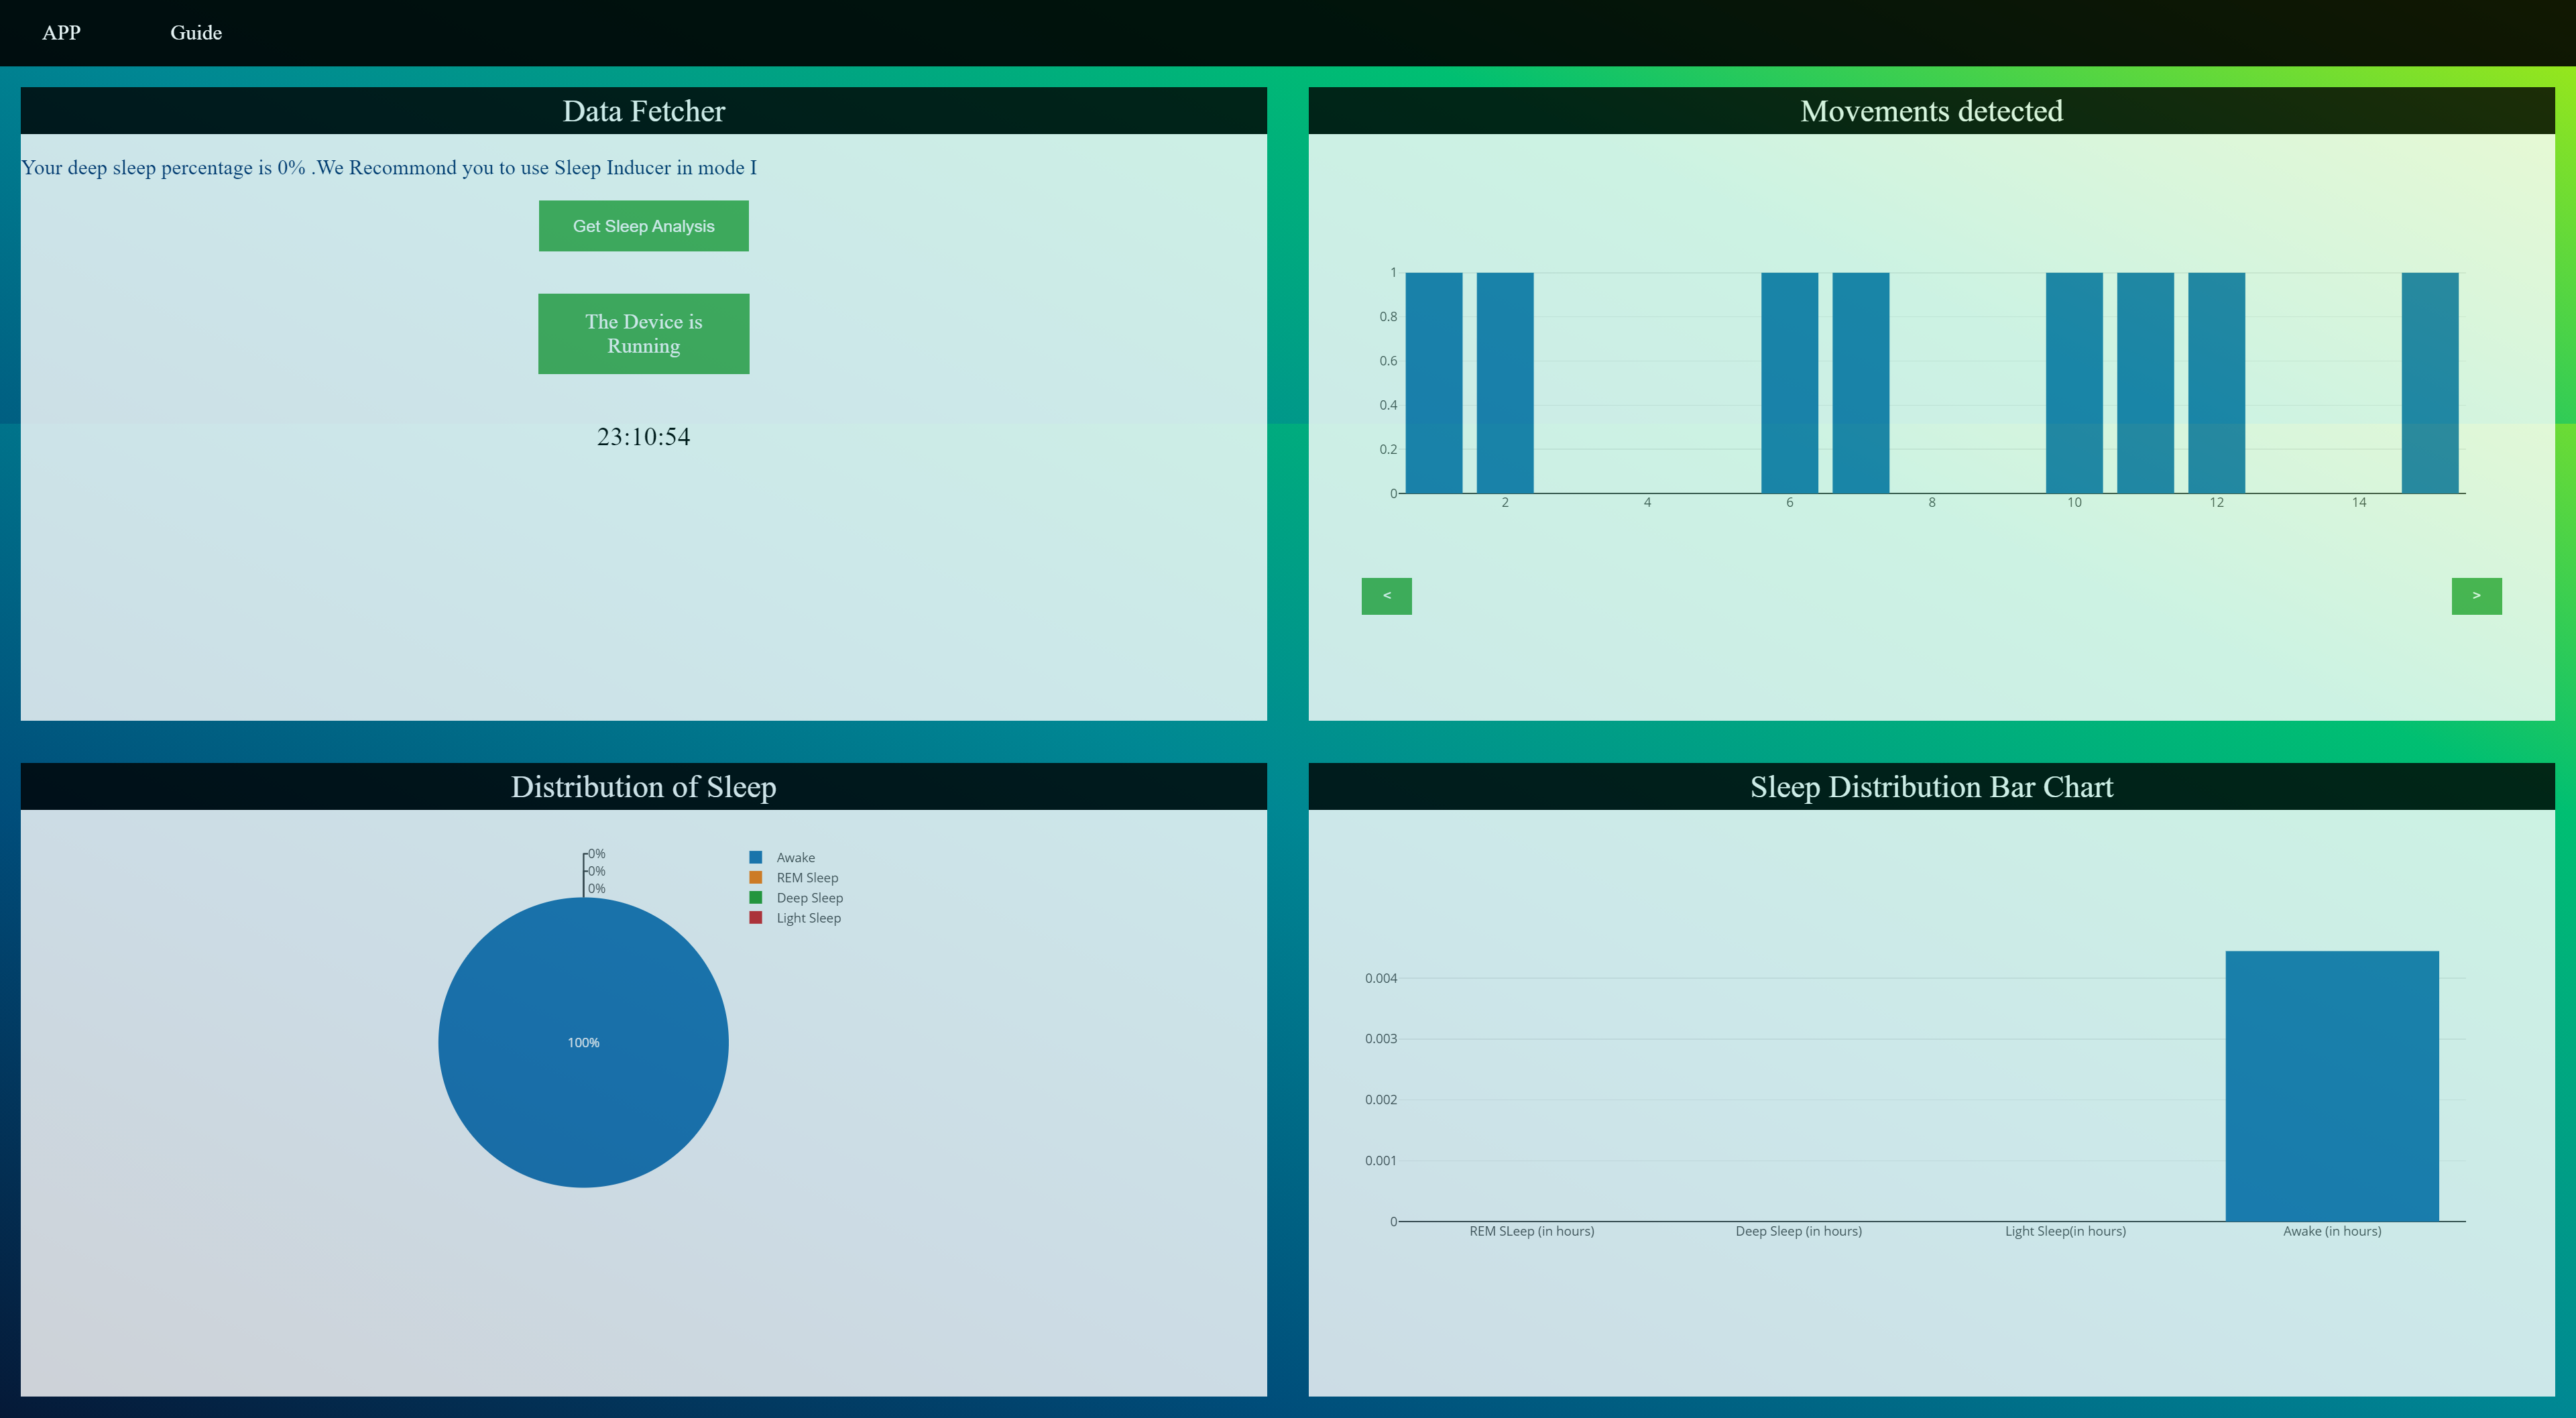 APP Guide
Data Fetcher
Your deep sleep percentage is 0% .We Recommond you to use Sleep Inducer in mode I
Get Sleep Analysis
The Device is
Running
23:10:54
Movements detected
1
0.8
0.6
0.4
0.2
0
2 4 6 8 10 12 14
< >
Distribution of Sleep
0%
0%
0%
100%
Awake
REM Sleep
Deep Sleep
Light Sleep
Sleep Distribution Bar Chart
0.004
0.003
0.002
0.001
0
REM SLeep (in hours) Deep Sleep (in hours) Light Sleep(in hours) Awake (in hours)